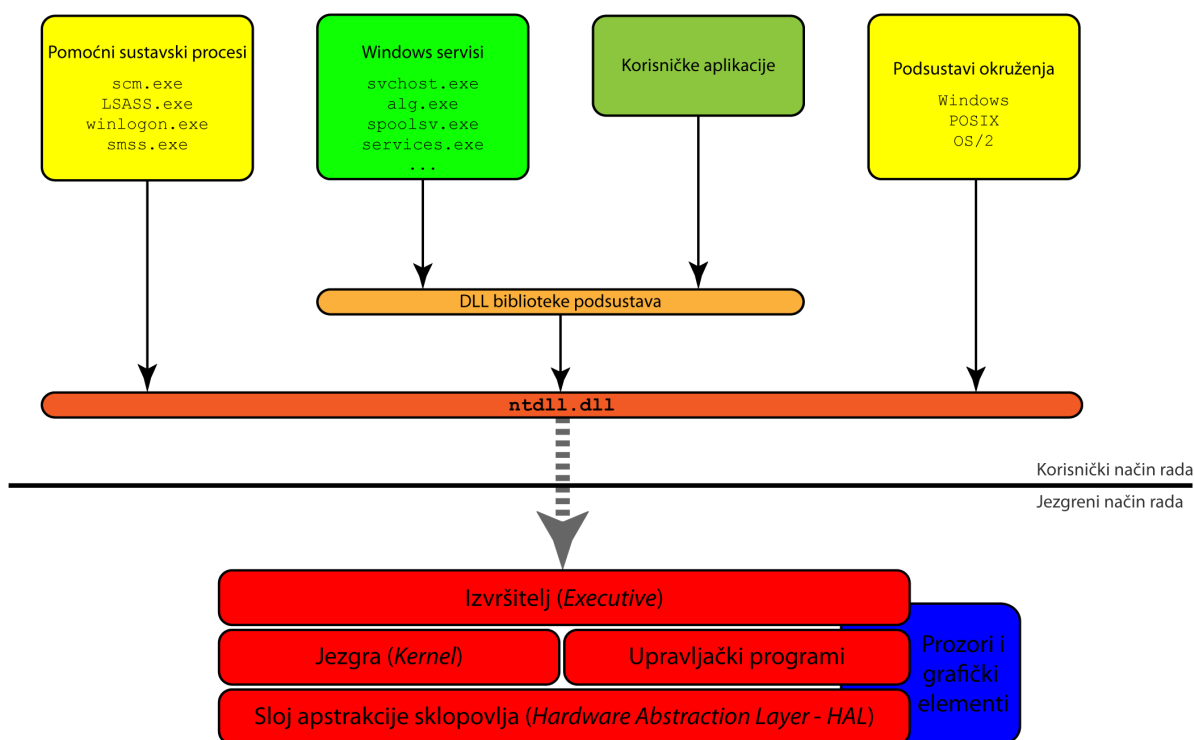 Pomoćni sustavski procesi
scm.exe
LSASS.exe
winlogon.exe
smss.exe
Windows servisi
svchost.exe
alg.exe
spoolsv.exe
services.exe
...
Korisničke aplikacije
Podsustavi okruženja
Windows
POSIX
OS/2
DLL biblioteke podsustava
ntdll.dll
Korisnički način rada
Jezgreni način rada
Izvršitelj (Executive)
Jezgra (Kernel)
Upravljački programi
Prozori i
grafički
elementi
Sloj apstrakcije sklopovlja (Hardware Abstraction Layer - HAL)